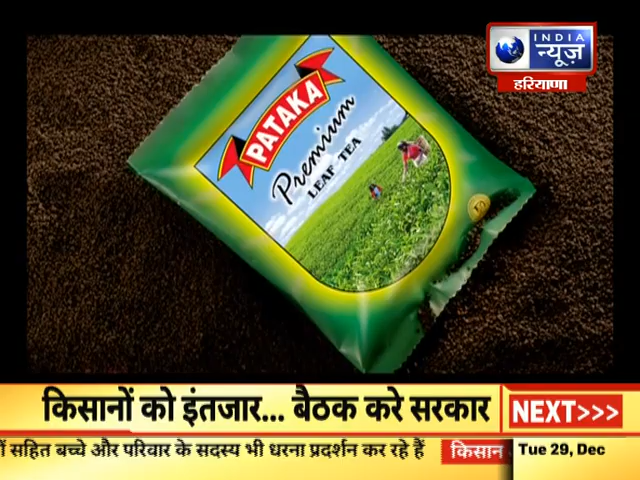 INDIA
न्यूज़
हरियाणा
PATAKA
Premium
LEAF TEA
किसानों को इंतजार... बैठक करे सरकार
NEXT>>>
सहित बच्चे और परिवार के सदस्य भी धरना प्रदर्शन कर रहे हैं
किसान
Tue 29, Dec